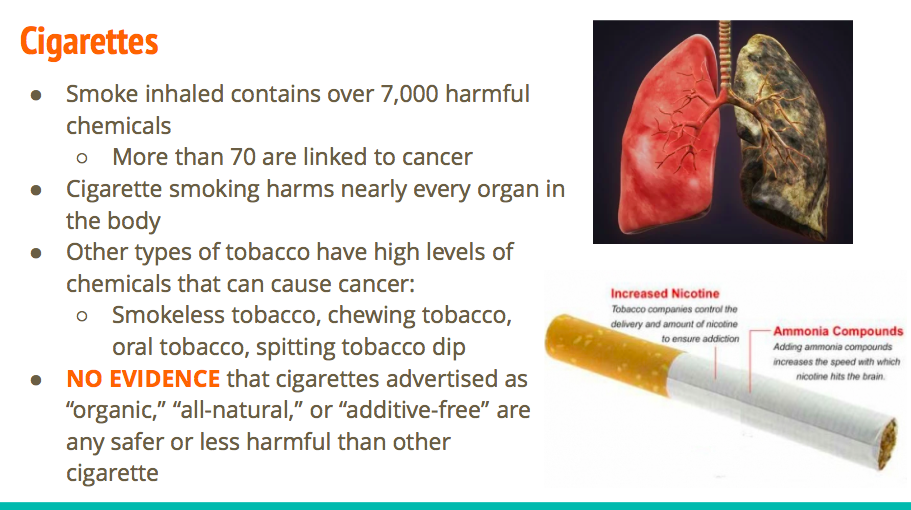 Cigarettes
● Smoke inhaled contains over 7,000 harmful
chemicals
○ More than 70 are linked to cancer
● Cigarette smoking harms nearly every organ in
the body
● Other types of tobacco have high levels of
chemicals that can cause cancer:
○ Smokeless tobacco, chewing tobacco,
oral tobacco, spitting tobacco dip
● NO EVIDENCE that cigarettes advertised as
“organic,” “all-natural,” or “additive-free” are
any safer or less harmful than other
cigarette
Increased Nicotine
Tobacco companies control the
delivery and amount of nicotine
to ensure addiction
Ammonia Compounds
Adding ammonia compounds
increases the speed with which
nicotine hits the brain.